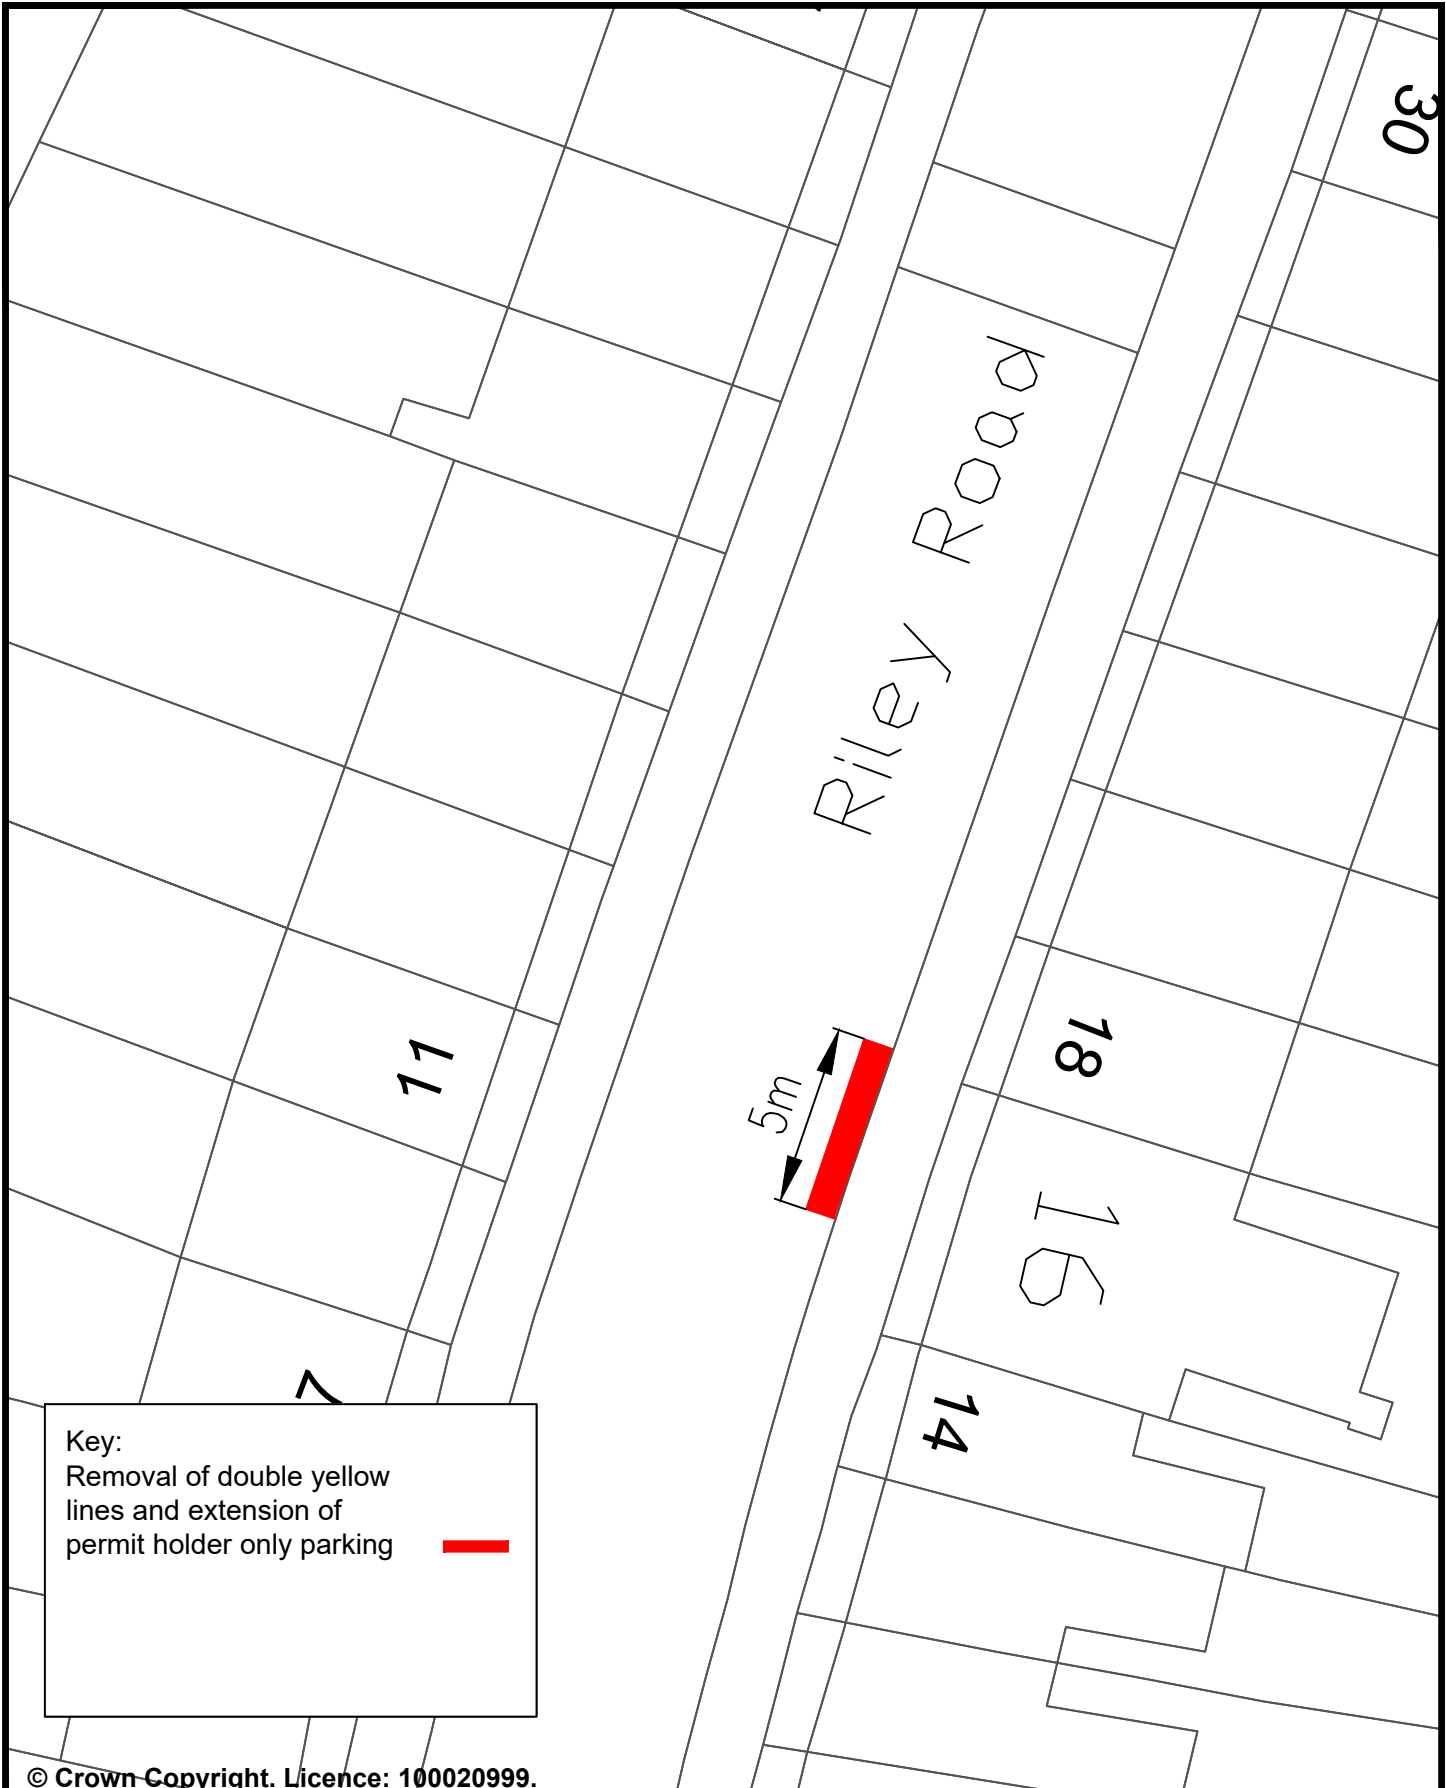 30
Riley Road
18
11
5m
16
7
14
Key:
Removal of double yellow
lines and extension of
permit holder only parking
© Crown Copyright. Licence: 100020999.